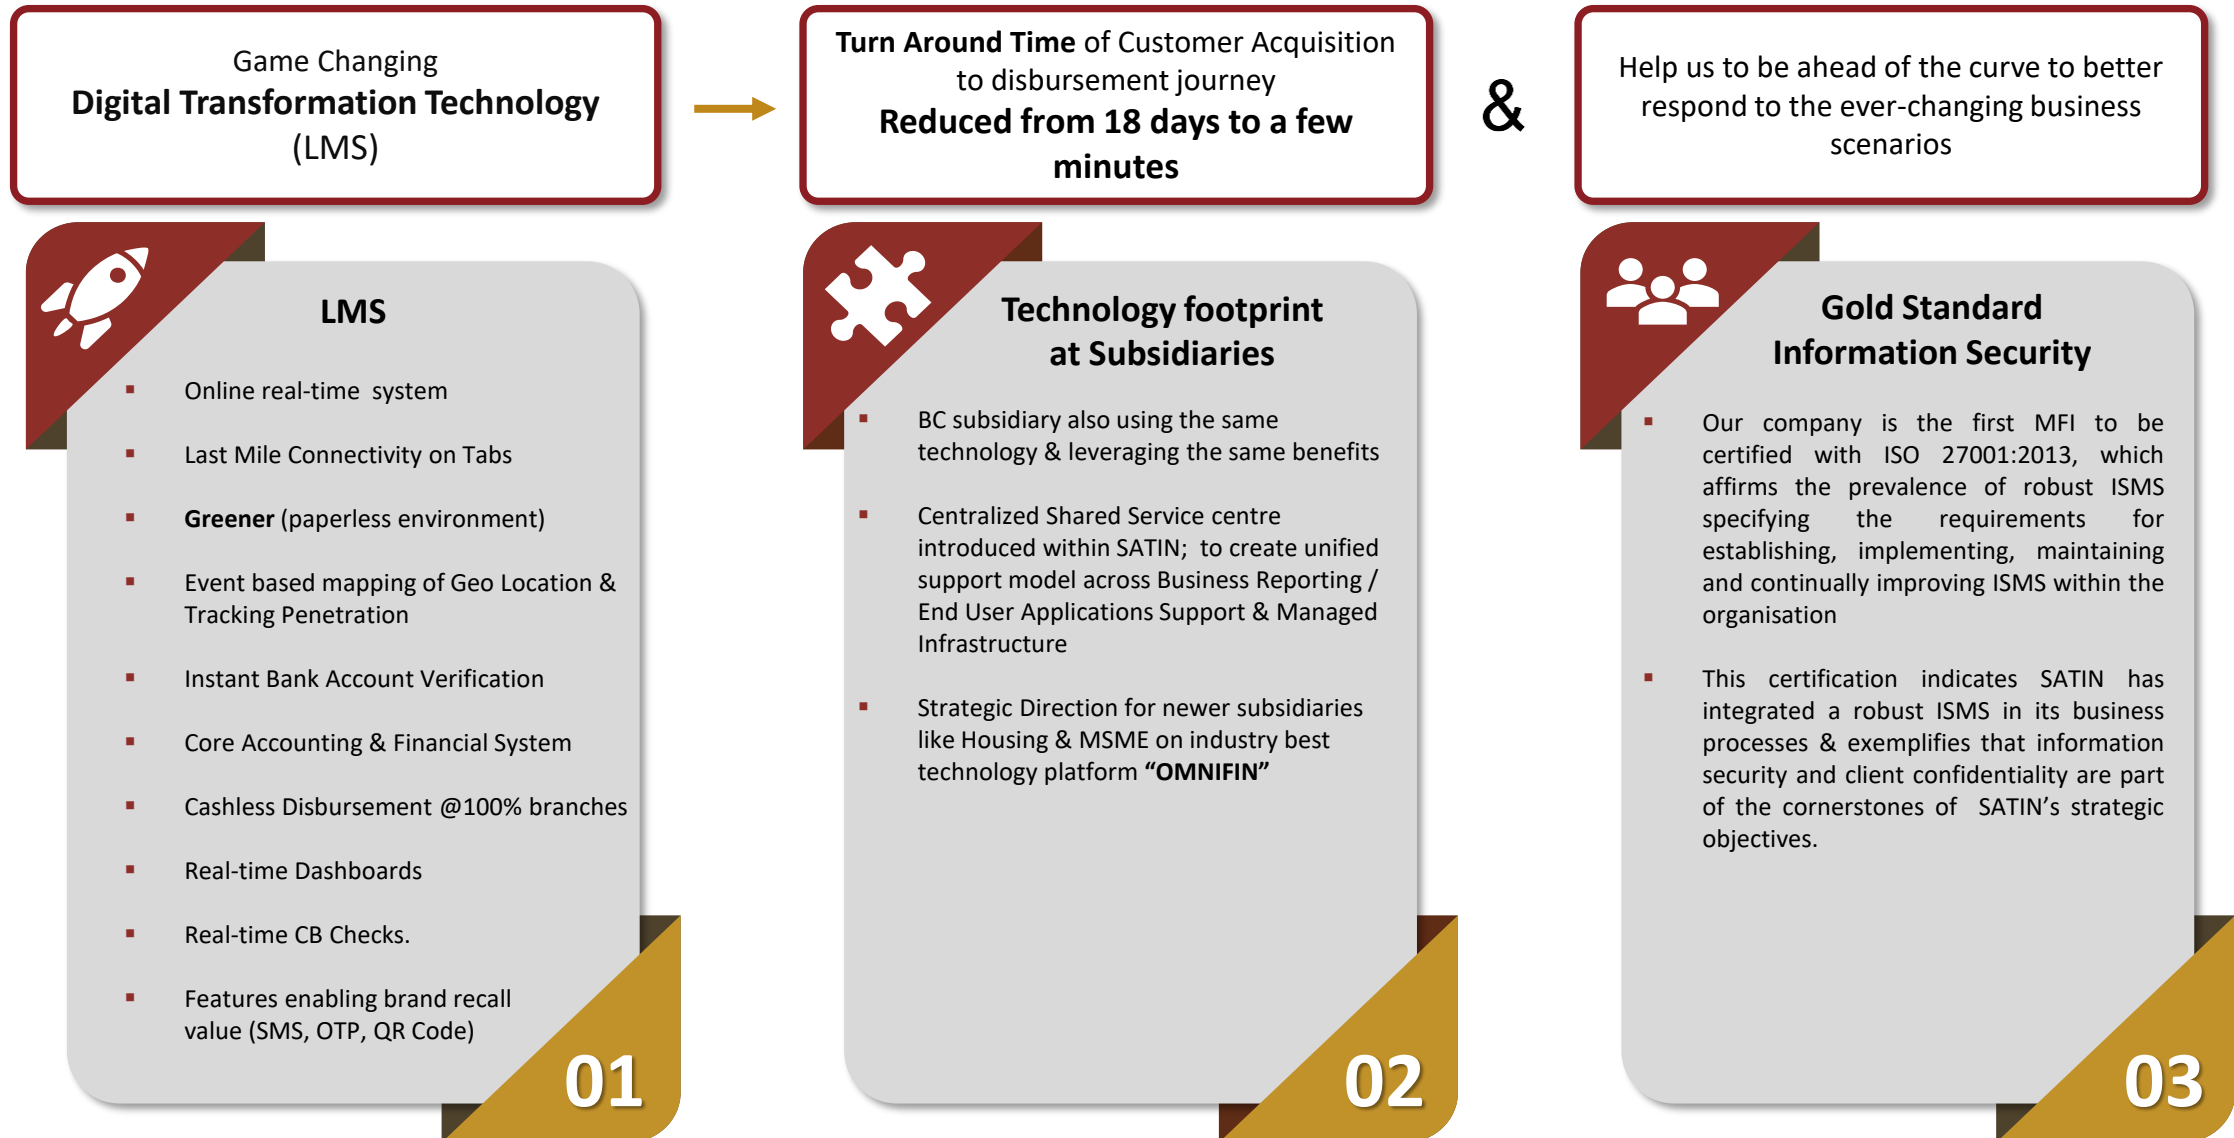 Game Changing
Digital Transformation Technology
(LMS)
Turn Around Time of Customer Acquisition
to disbursement journey
Reduced from 18 days to a few
minutes
&
Help us to be ahead of the curve to better
respond to the ever-changing business
scenarios
LMS
▪ Online real-time system
▪ Last Mile Connectivity on Tabs
▪ Greener (paperless environment)
▪ Event based mapping of Geo Location &
Tracking Penetration
▪ Instant Bank Account Verification
▪ Core Accounting & Financial System
▪ Cashless Disbursement @100% branches
▪ Real-time Dashboards
▪ Real-time CB Checks.
▪ Features enabling brand recall
value (SMS, OTP, QR Code)
01
Technology footprint
at Subsidiaries
▪ BC subsidiary also using the same
technology & leveraging the same benefits
▪ Centralized Shared Service centre
introduced within SATIN; to create unified
support model across Business Reporting /
End User Applications Support & Managed
Infrastructure
▪ Strategic Direction for newer subsidiaries
like Housing & MSME on industry best
technology platform “OMNIFIN”
02
Gold Standard
Information Security
▪ Our company is the first MFI to be
certified with ISO 27001:2013, which
affirms the prevalence of robust ISMS
specifying the requirements for
establishing, implementing, maintaining
and continually improving ISMS within the
organisation
▪ This certification indicates SATIN has
integrated a robust ISMS in its business
processes & exemplifies that information
security and client confidentiality are part
of the cornerstones of SATIN’s strategic
objectives.
03